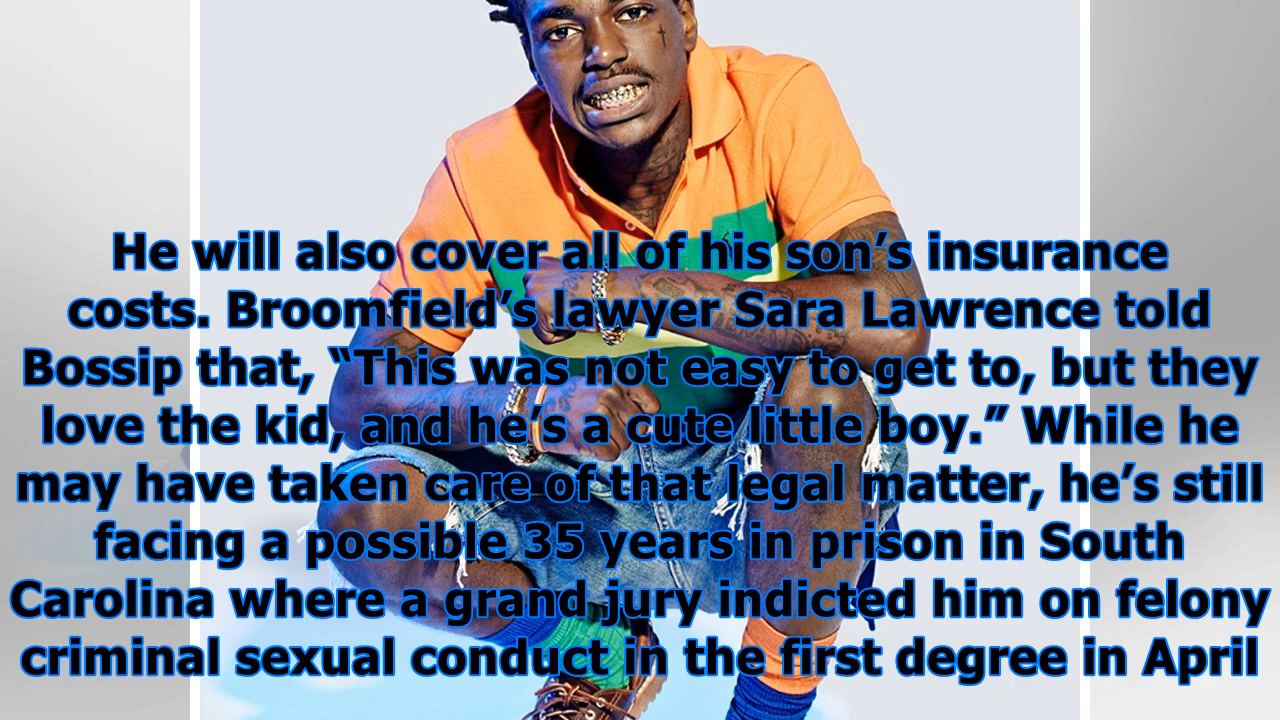 He will also cover all of his son’s insurance
costs. Broomfield’s lawyer Sara Lawrence told
Bossip that, “This was not easy to get to, but they
love the kid, and he’s a cute little boy.” While he
may have taken care of that legal matter, he’s still
facing a possible 35 years in prison in South
Carolina where a grand jury indicted him on felony
criminal sexual conduct in the first degree in April